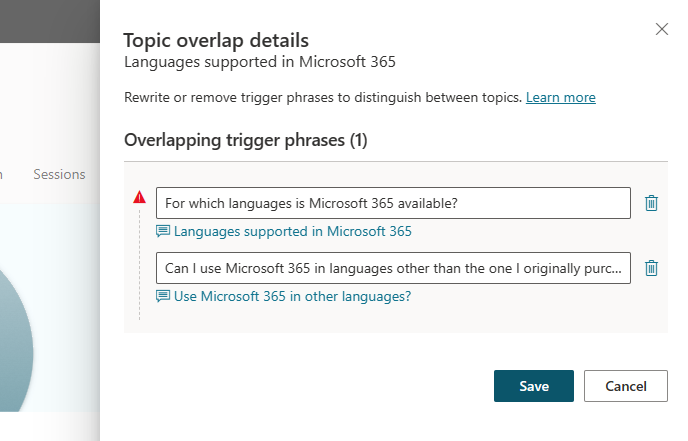 Topic overlap details
Languages supported in Microsoft 365
Rewrite or remove trigger phrases to distinguish between topics. Learn more
Overlapping trigger phrases (1)
Sessions
For which languages is Microsoft 365 available?
Languages supported in Microsoft 365
Can I use Microsoft 365 in languages other than the one I originally purc...
Use Microsoft 365 in other languages?
Save Cancel